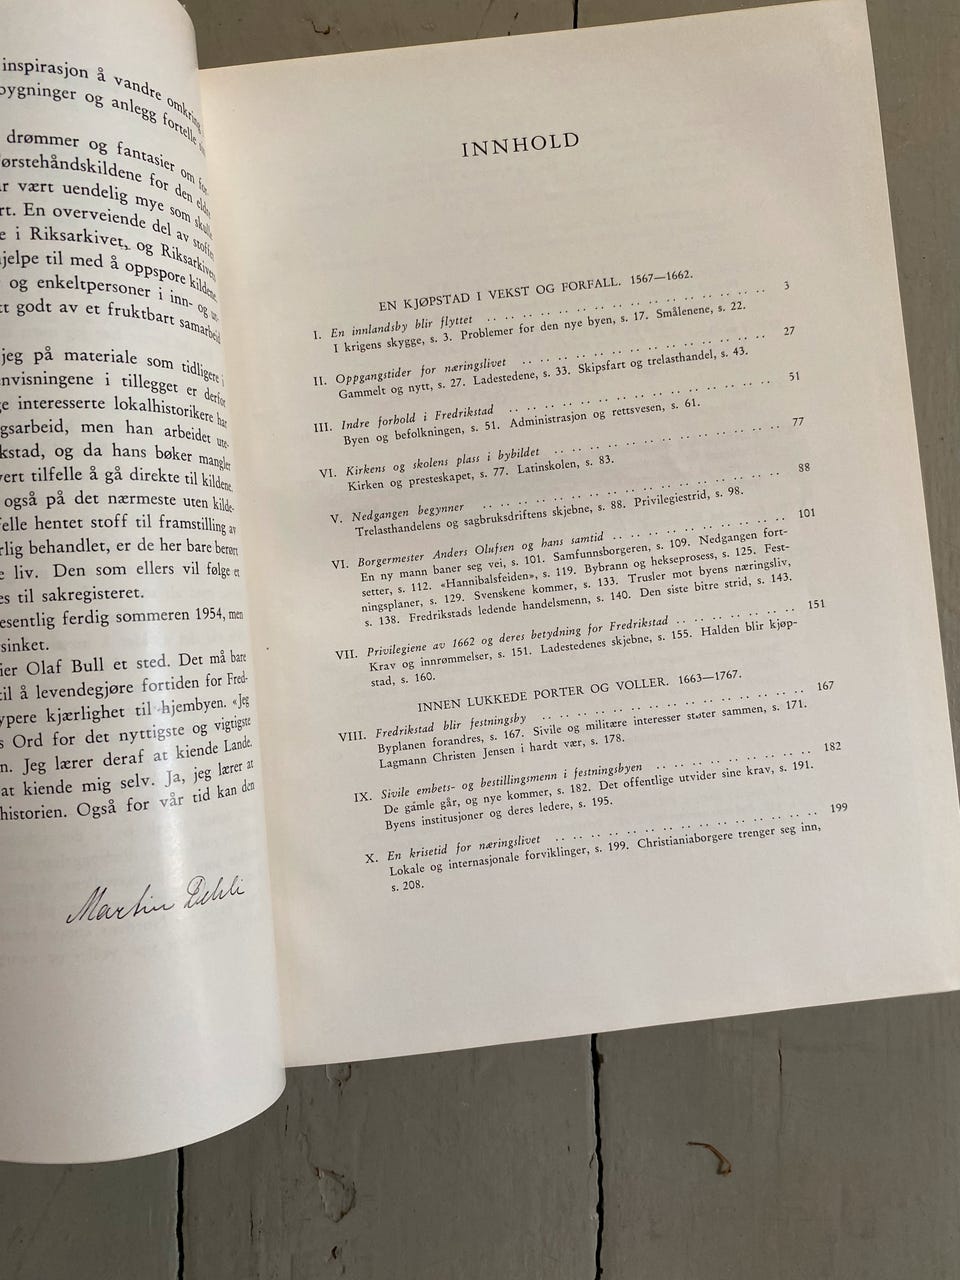 inspirasjon å vandre omkring
bygninger og anlegg fortelle
drømmer og fantasier om
ørstehåndskildene for den
vært uendelig mye som
rt. En overveiende del av
e i Riksarkivet, og
jelpe til med å oppspore kildene
og enkeltpersoner i inn- og
tt godt av et fruktbart samarbeid
jeg på materiale som tidligere
nvisningene i tillegget er derfor
ge interesserte lokalhistorikere har
gsarbeid, men han arbeidet ute-
kstad, og da hans bøker mangler
vert tilfelle å gå direkte til kildene.
også på det nærmeste uten kilde-
elle hentet stoff til framstilling av
rlig behandlet, er de her bare berørt
e liv. Den som ellers vil følge et
es til sakregisteret.
esentlig ferdig sommeren 1954, men
sinket.
ier Olaf Bull et sted. Det må bare
til å levendegjøre fortiden for Fred-
ypere kjærlighet til hjembyen. «Jeg
s Ord for det nyttigste og vigtigste
n. Jeg lærer deraf at kiende Lande.
at kiende mig selv. Ja, jeg lærer at
historien. Også for vår tid kan den
Martin Dehli
INNHOLD
EN KJØPSTAD I VEKST OG FORFALL. 1567—1662.
I. En innlandsby blir flyttet .. .. .. .. .. .. .. .. .. .. .. .. 3
I krigens skygge, s. 3. Problemer for den nye byen, s. 17. Smålenene, s. 22.
II. Oppgangstider for næringslivet .. .. .. .. .. .. .. .. .. .. .. 27
Gammelt og nytt, s. 27. Ladestedene, s. 33. Skipsfart og trelasthandel, s. 43.
III. Indre forhold i Fredrikstad .. .. .. .. .. .. .. .. .. .. .. 51
Byen og befolkningen, s. 51. Administrasjon og rettsvesen, s. 61.
VI. Kirkens og skolens plass i bybildet .. .. .. .. .. .. .. .. .. 77
Kirken og presteskapet, s. 77. Latinskolen, s. 83.
V. Nedgangen begynner .. .. .. .. .. .. .. .. .. .. .. .. 88
Trelasthandelens og sagbruksdriftens skjebne, s. 88. Privilegiestrid, s. 98.
VI. Borgermester Anders Olufsen og hans samtid .. .. .. .. .. .. .. 101
En ny mann baner seg vei, s. 101. Samfunnsborgeren, s. 109. Nedgangen fort-
setter, s. 112. «Hannibalsfeiden», s. 119. Bybrann og hekseprosess, s. 125. Fest-
ningsplaner, s. 129. Svenskene kommer, s. 133. Trusler mot byens næringsliv,
s. 138. Fredrikstads ledende handelsmenn, s. 140. Den siste bitre strid, s. 143.
VII. Privilegiene av 1662 og deres betydning for Fredrikstad .. .. .. .. .. 151
Krav og innrømmelser, s. 151. Ladestedenes skjebne, s. 155. Halden blir kjøp-
stad, s. 160.
INNEN LUKKEDE PORTER OG VOLLER. 1663—1767.
VIII. Fredrikstad blir festningsby .. .. .. .. .. .. .. .. .. .. 167
Byplanen forandres, s. 167. Sivile og militære interesser støter sammen, s. 171.
Lagmann Christen Jensen i hardt vær, s. 178.
IX. Sivile embets- og bestillingsmenn i festningsbyen .. .. .. .. .. .. 182
De gamle går, og nye kommer, s. 182. Det offentlige utvider sine krav, s. 191.
Byens institusjoner og deres ledere, s. 195.
X. En krisetid for næringslivet .. .. .. .. .. .. .. .. .. .. .. 199
Lokale og internasjonale forviklinger, s. 199. Christianiaborgere trenger seg inn,
s. 208.